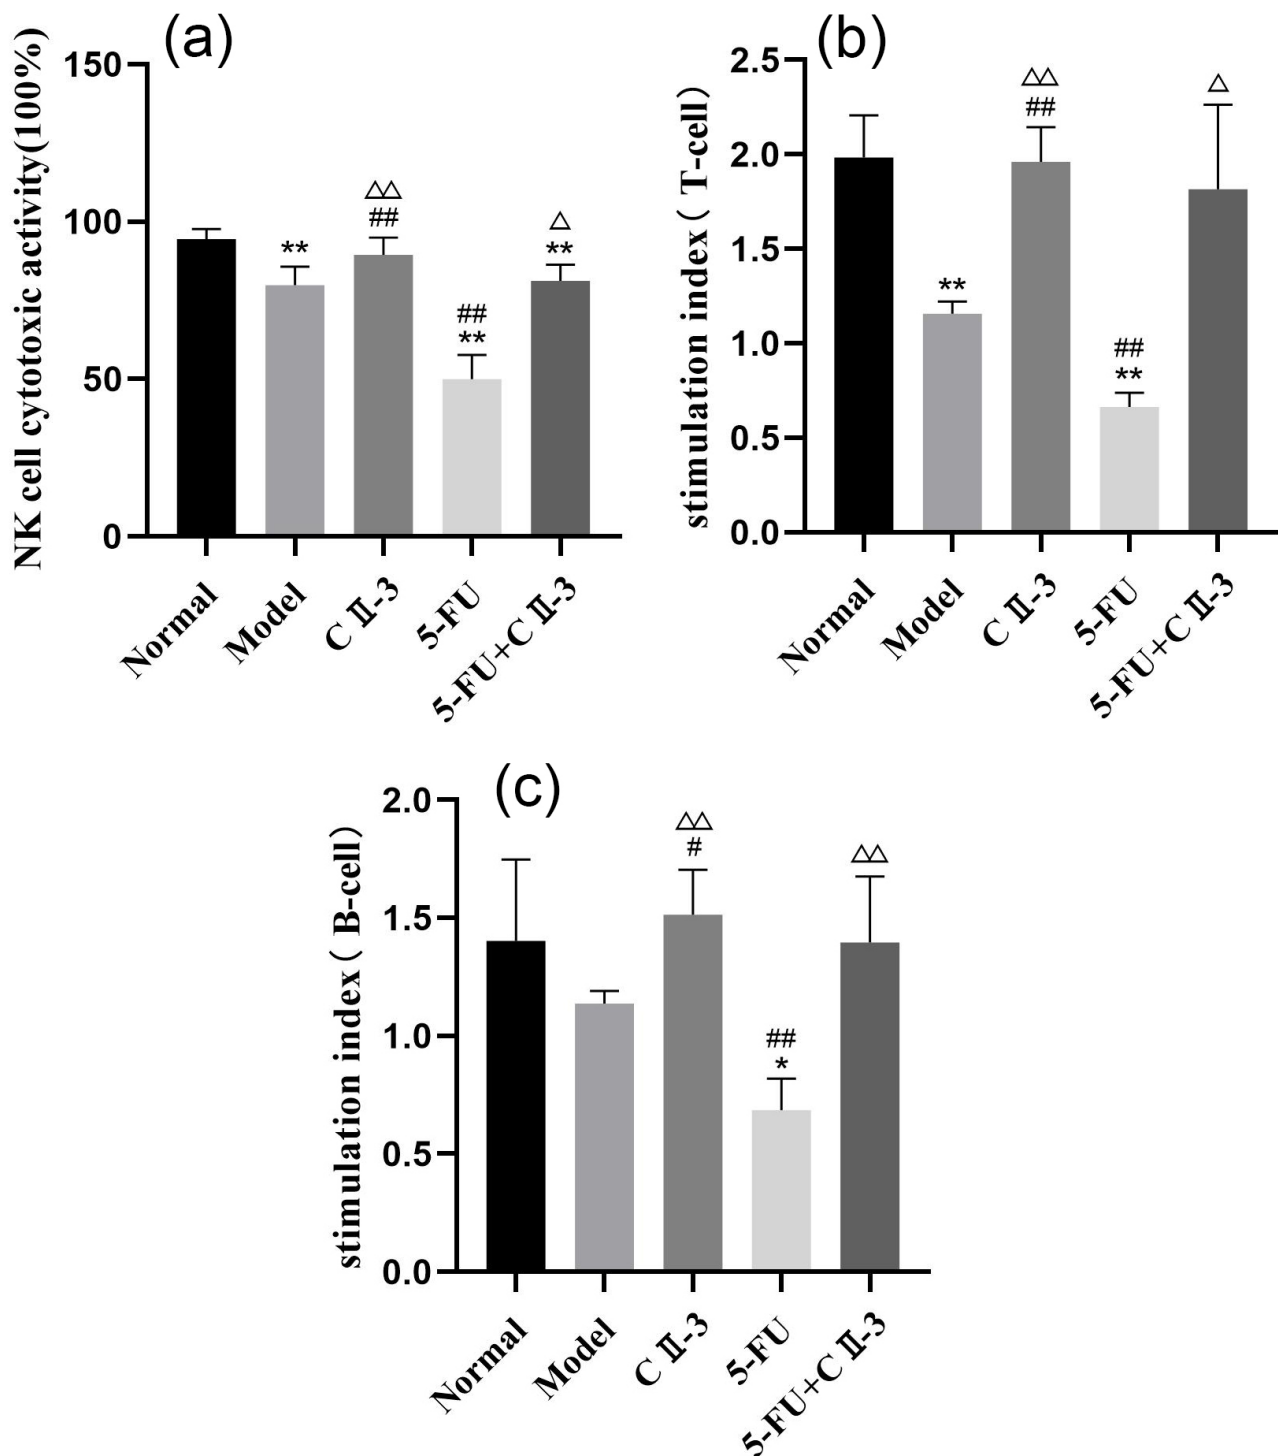 (a)
NK cell cytotoxic activity(100%)
150
100
50
0
**
△△
##
##
**
△
**
Normal
Model
C Ⅱ-3
5-FU
5-FU+C Ⅱ-3
(b)
stimulation index( T-cell)
2.5
2.0
1.5
1.0
0.5
0.0
**
△△
##
##
**
△
Normal
Model
C Ⅱ-3
5-FU
5-FU+C Ⅱ-3
(c)
stimulation index( B-cell)
2.0
1.5
1.0
0.5
0.0
△△
#
##
*
△△
Normal
Model
C Ⅱ-3
5-FU
5-FU+C Ⅱ-3